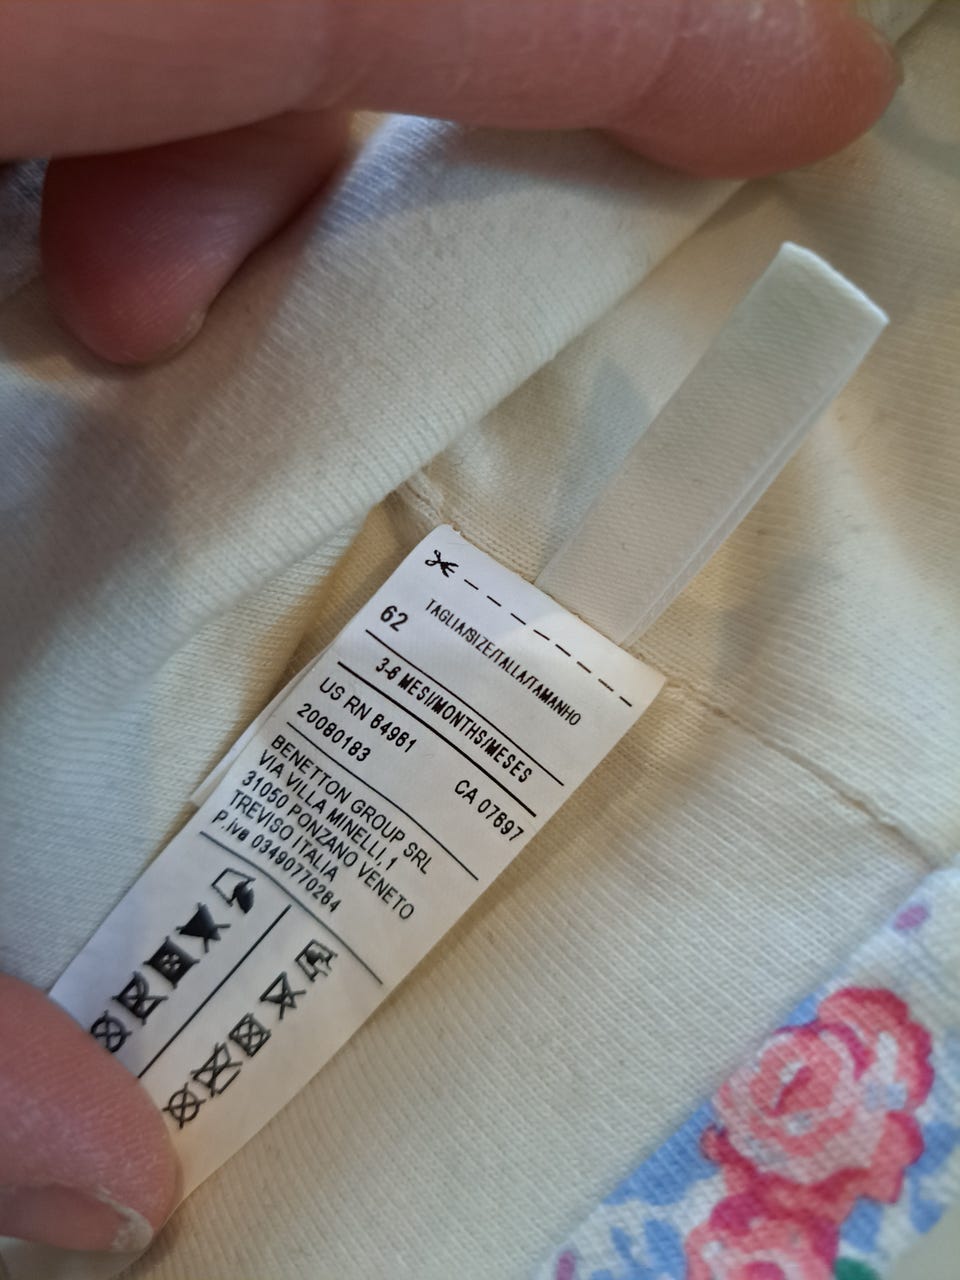 TAGLIA/SIZE/TALLA/TAMANHO
62
3-6 MESI/MONTHS/MESES
US RN 84981 CA 07897
20080183
BENETTON GROUP SRL
VIA VILLA MINELLI, 1
31050 PONZANO VENETO
TREVISO ITALIA
P.iva 03490770264